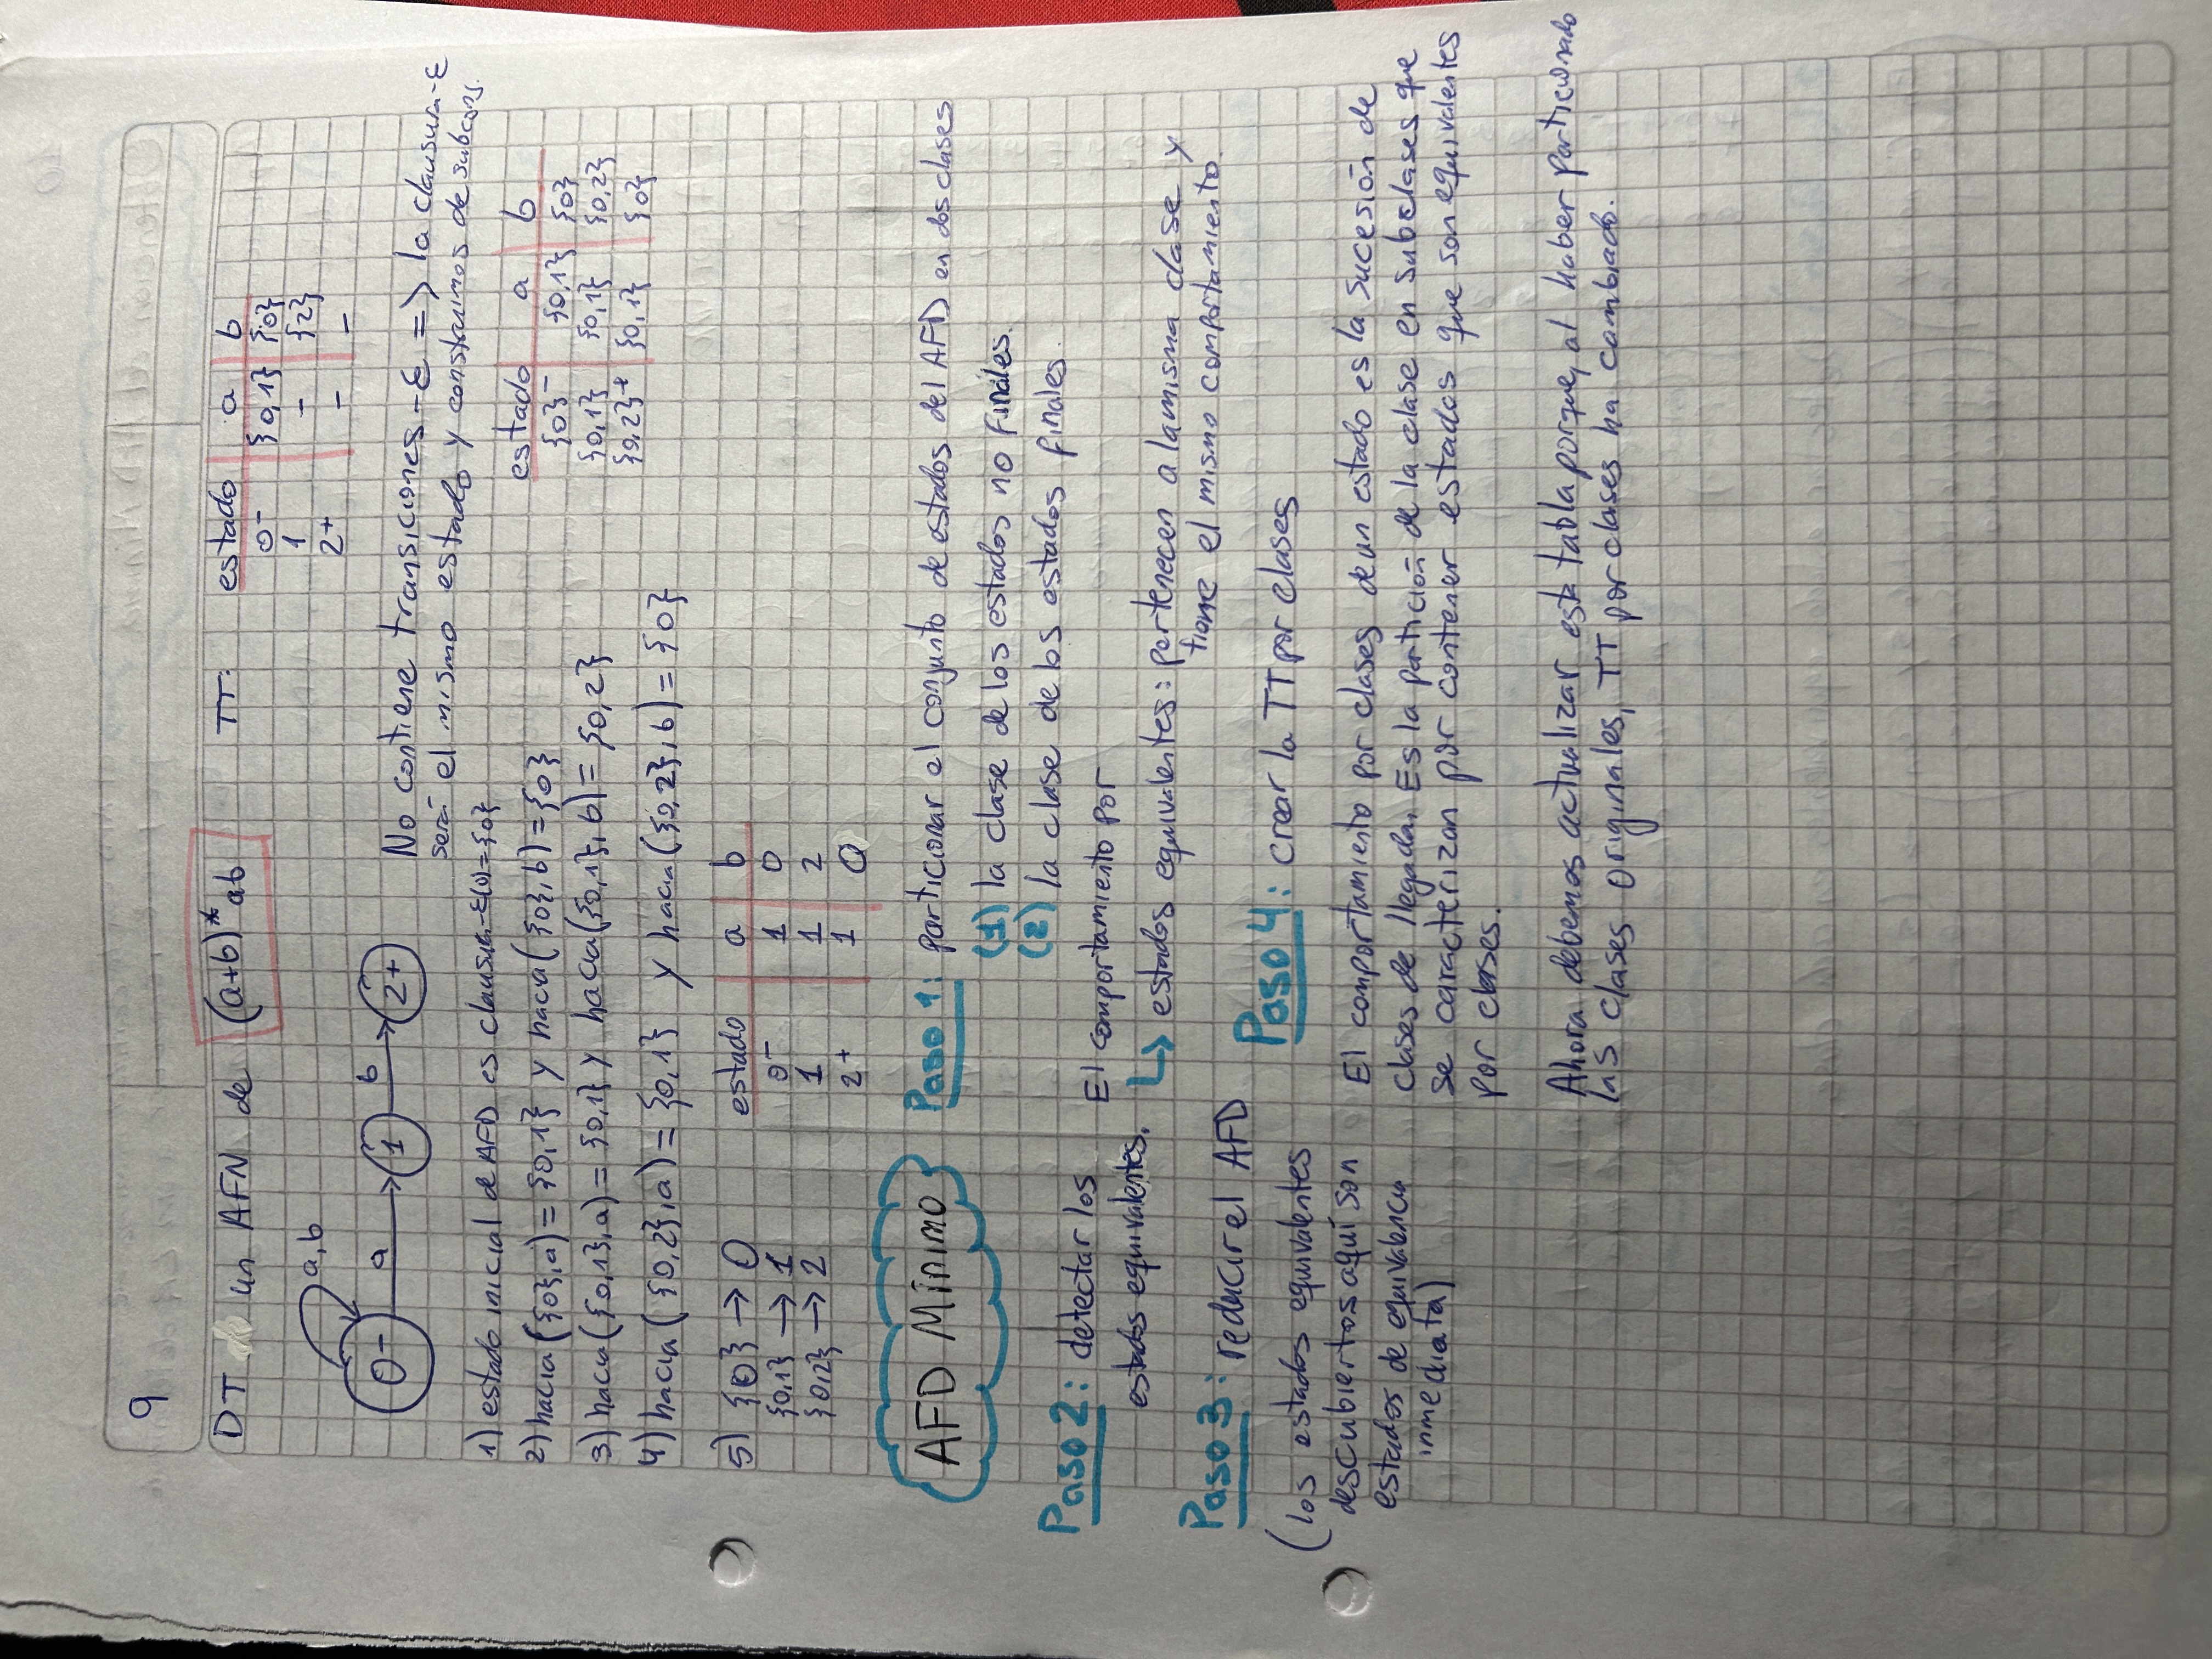 9
DT un AFN de (a+b)* ab
TT: estado a b
0- {0,1} {0}
1 - {2}
2+ - -
a,b
0- a 1 b 2+
No contiene transiciones-ε => la clausura-ε
será el mismo estado y
1) estado inicial de AFD es clausura-ε(0)={0}
2) hacia({0},a)= {0,1} y hacia({0},b)={0}
3) hacia({0,1},a)= {0,1} y hacia({0,1},b)= {0,2}
4) hacia({0,2},a)= {0,1} y hacia({0,2},b)= {0}
estado a b
{0}- {0,1} {0}
{0,1} {0,1} {0,2}
{0,2}+ {0,1} {0}
5) {0} → 0
{0,1} → 1
{0,2} → 2
estado a b
0- 1 0
1 1 2
2+ 1 0
AFD Mínimo
Paso 1: particionar el conjunto de estados del AFD en dos clases
(1) la clase de los estados no finales.
(2) la clase de los estados finales.
Paso 2: detectar los
estados equivalentes.
El comportamiento por
↳ estados equivalentes: pertenecen a la misma clase y
tiene el mismo comportamiento.
Paso 3: reducir el AFD
(los estados equivalentes
descubiertos aquí son
estados de equivalencia
inmediata)
Paso 4: crear la TT por clases
El comportamiento por clases de un estado es la sucesión de
clases de llegada. Es la partición de la clase en subclases que
se caracterizan por contener estados que son equivalentes
por clases.
Ahora debemos actualizar esta tabla porque, al haber particionado
las clases originales, TT por clases ha cambiado.